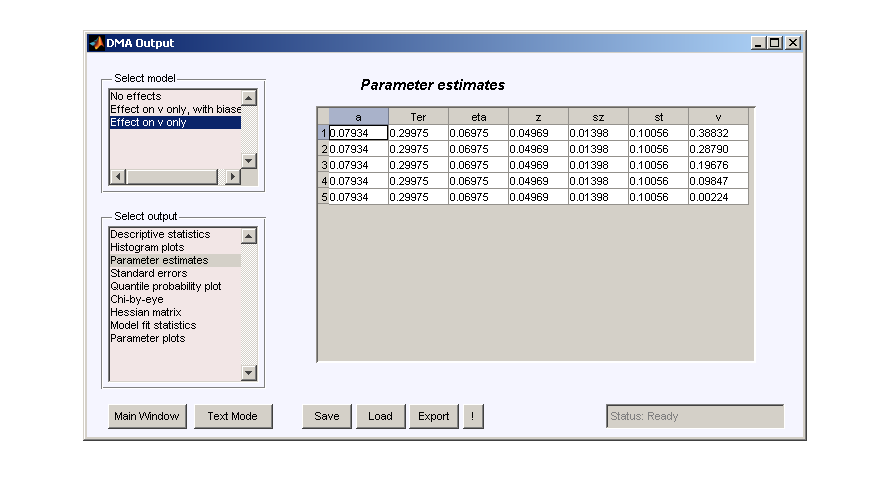 DMA Output
Select model
No effects
Effect on v only, with biase
Effect on v only
Select output
Descriptive statistics
Histogram plots
Parameter estimates
Standard errors
Quantile probability plot
Chi-by-eye
Hessian matrix
Model fit statistics
Parameter plots
Parameter estimates
a Ter eta z sz st v
1 0.07934 0.29975 0.06975 0.04969 0.01398 0.10056 0.38832
2 0.07934 0.29975 0.06975 0.04969 0.01398 0.10056 0.28790
3 0.07934 0.29975 0.06975 0.04969 0.01398 0.10056 0.19676
4 0.07934 0.29975 0.06975 0.04969 0.01398 0.10056 0.09847
5 0.07934 0.29975 0.06975 0.04969 0.01398 0.10056 0.00224
Main Window Text Mode Save Load Export ! Status: Ready